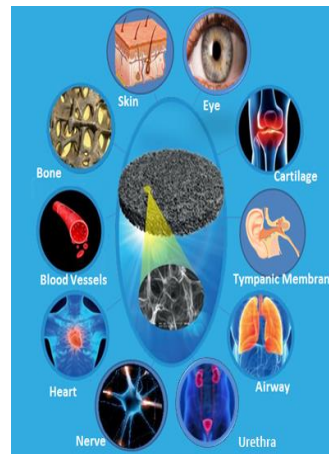 Skin
Eye
Bone
Cartilage
Blood Vessels
Tympanic Membran
Heart
Airway
Nerve
Urethra